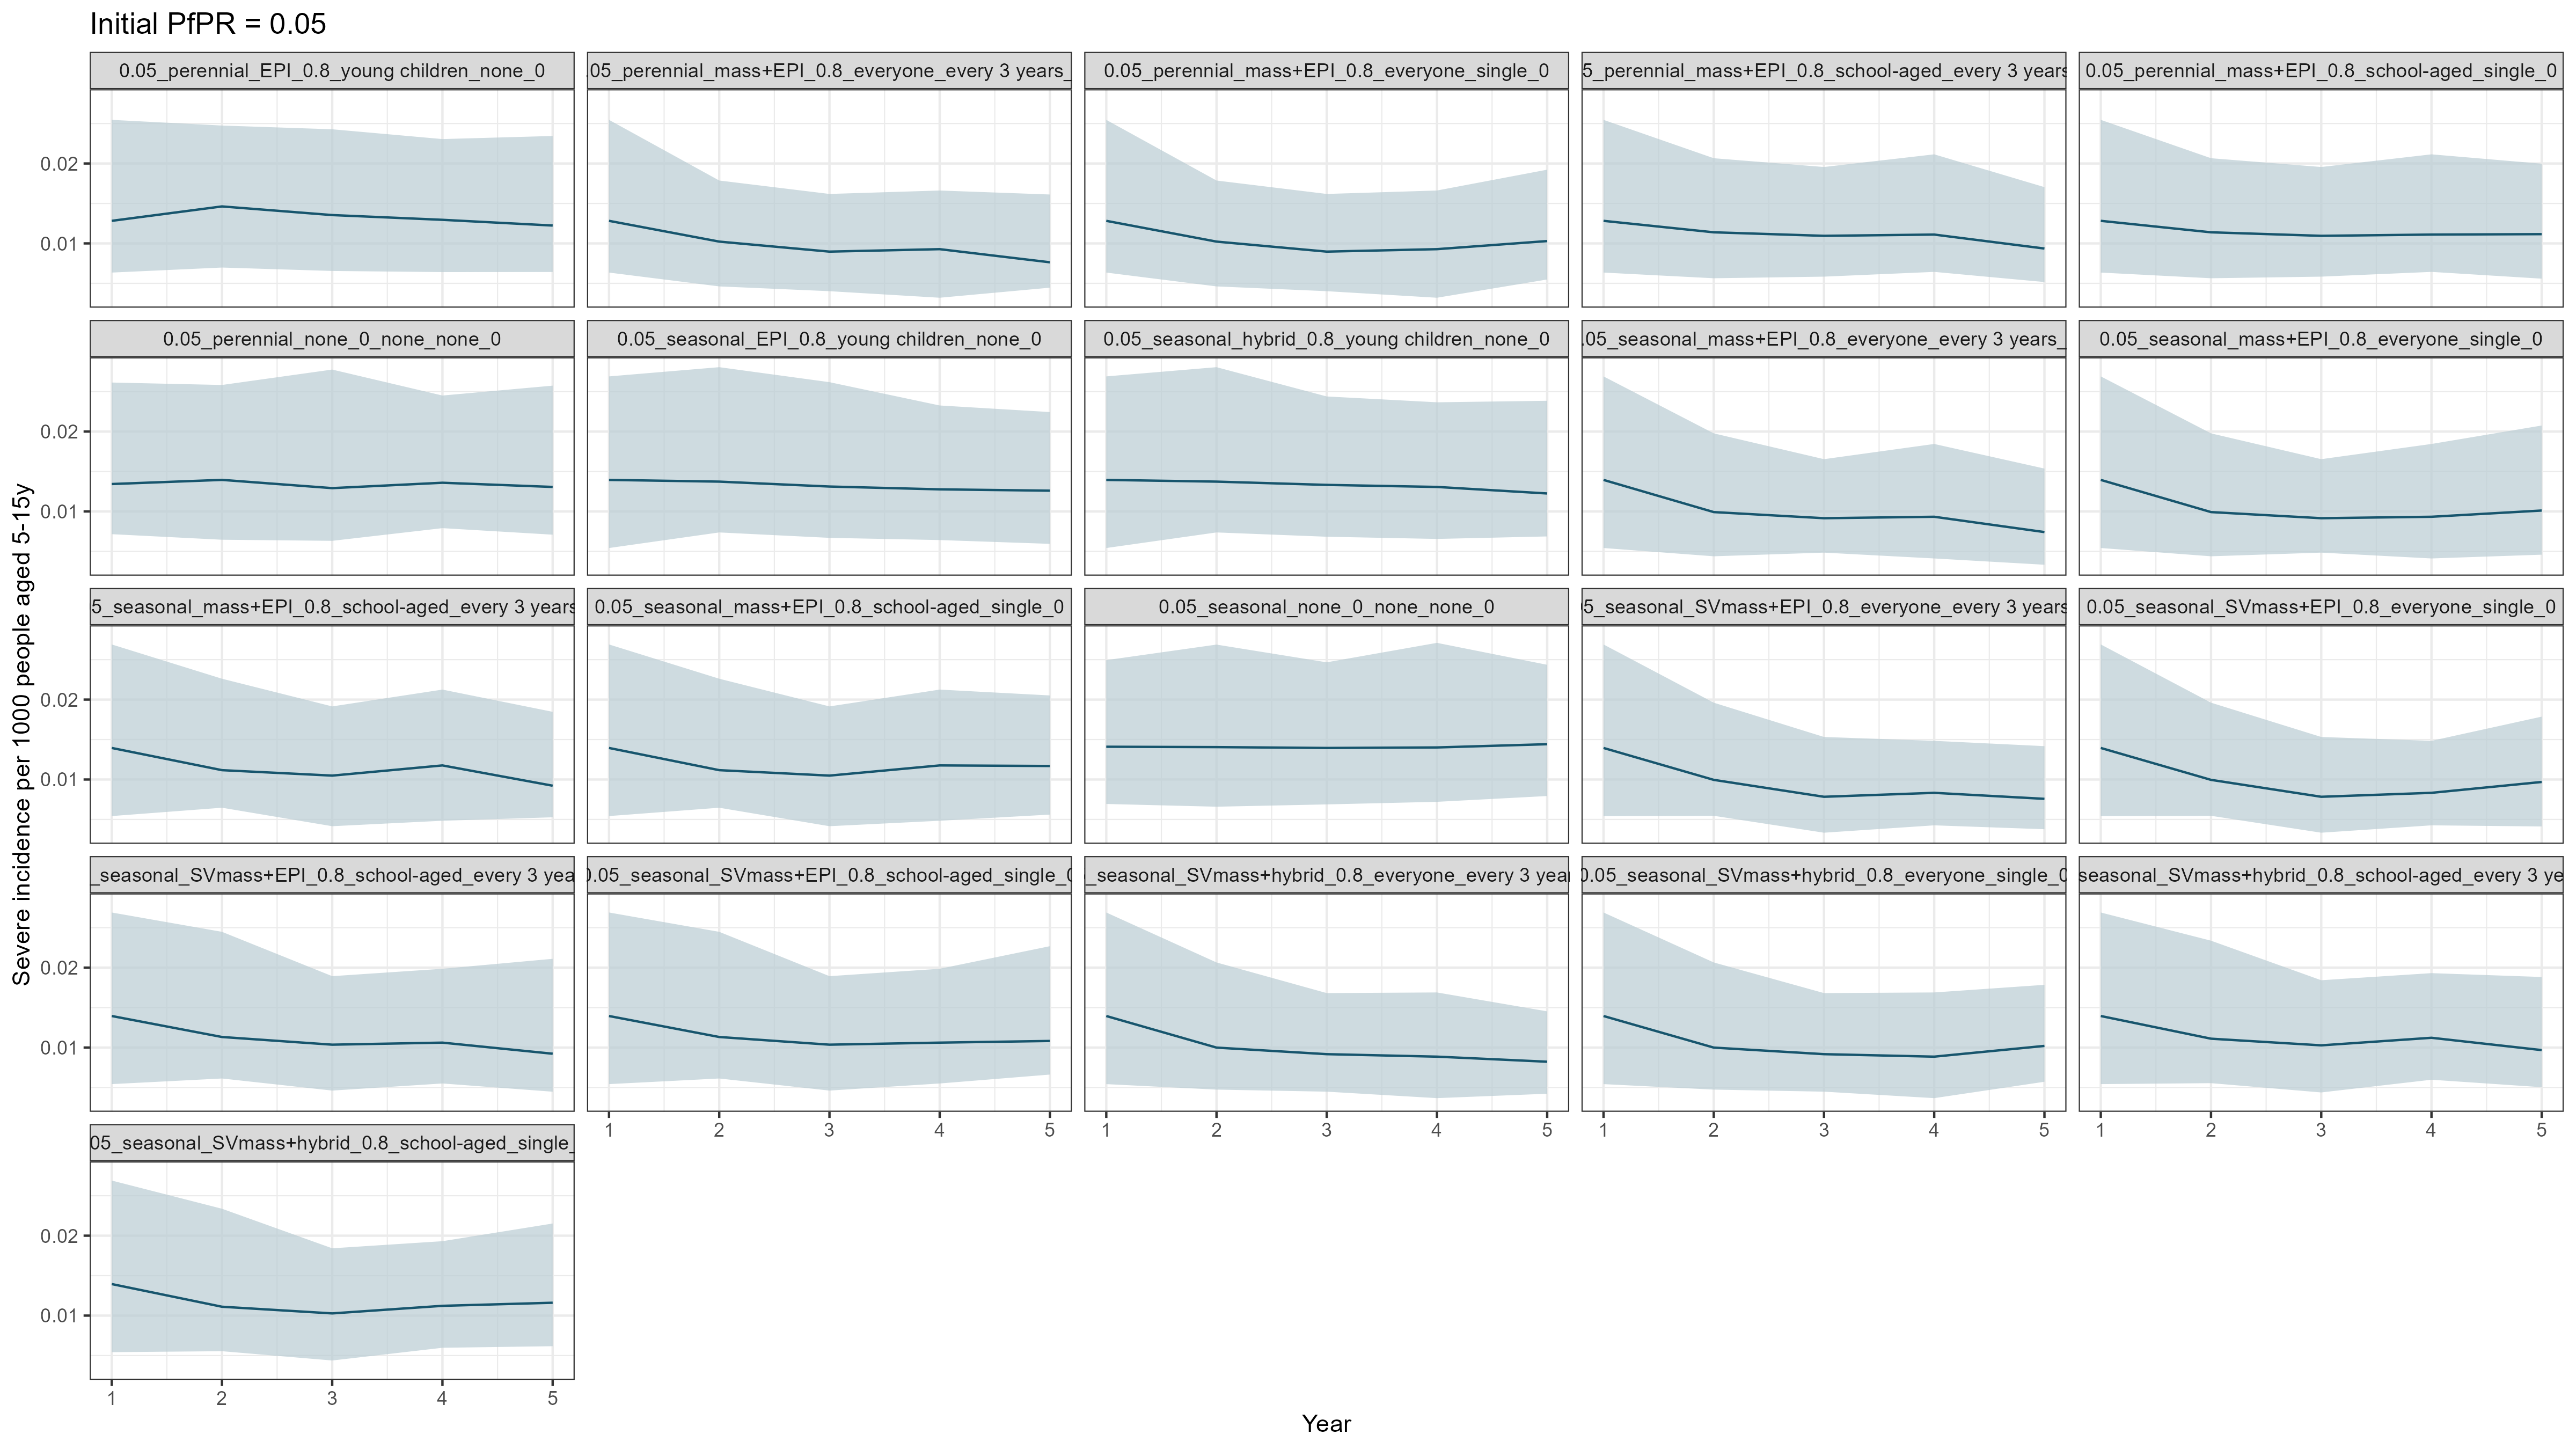 Initial PfPR = 0.05
0.05_perennial_EPI_0.8_young children_none_0
.05_perennial_mass+EPI_0.8_everyone_every 3 years_
0.05_perennial_mass+EPI_0.8_everyone_single_0
5_perennial_mass+EPI_0.8_school-aged_every 3 years
0.05_perennial_mass+EPI_0.8_school-aged_single_0
0.02
0.01
0.05_perennial_none_0_none_none_0
0.05_seasonal_EPI_0.8_young children_none_0
0.05_seasonal_hybrid_0.8_young children_none_0
.05_seasonal_mass+EPI_0.8_everyone_every 3 years_
0.05_seasonal_mass+EPI_0.8_everyone_single_0
0.02
0.01
Severe incidence per 1000 people aged 5-15y
5_seasonal_mass+EPI_0.8_school-aged_every 3 years
0.05_seasonal_mass+EPI_0.8_school-aged_single_0
0.05_seasonal_none_0_none_none_0
05_seasonal_SVmass+EPI_0.8_everyone_every 3 years
0.05_seasonal_SVmass+EPI_0.8_everyone_single_0
0.02
0.01
_seasonal_SVmass+EPI_0.8_school-aged_every 3 yea
0.05_seasonal_SVmass+EPI_0.8_school-aged_single_0
_seasonal_SVmass+hybrid_0.8_everyone_every 3 year
0.05_seasonal_SVmass+hybrid_0.8_everyone_single_0
seasonal_SVmass+hybrid_0.8_school-aged_every 3 ye
0.02
0.01
1 2 3 4 5
1 2 3 4 5
1 2 3 4 5
1 2 3 4 5
05_seasonal_SVmass+hybrid_0.8_school-aged_single_
0.02
0.01
1 2 3 4 5
Year